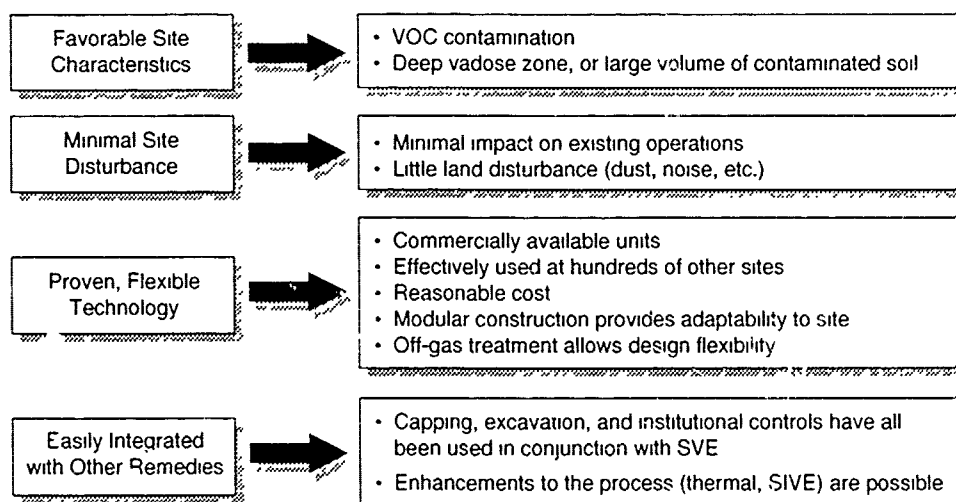 Favorable Site
Characteristics
• VOC contamination
• Deep vadose zone, or large volume of contaminated soil
Minimal Site
Disturbance
• Minimal impact on existing operations
• Little land disturbance (dust, noise, etc.)
Proven, Flexible
Technology
• Commercially available units
• Effectively used at hundreds of other sites
• Reasonable cost
• Modular construction provides adaptability to site
• Off-gas treatment allows design flexibility
Easily Integrated
with Other Remedies
• Capping, excavation, and institutional controls have all
been used in conjunction with SVE
• Enhancements to the process (thermal, SIVE) are possible